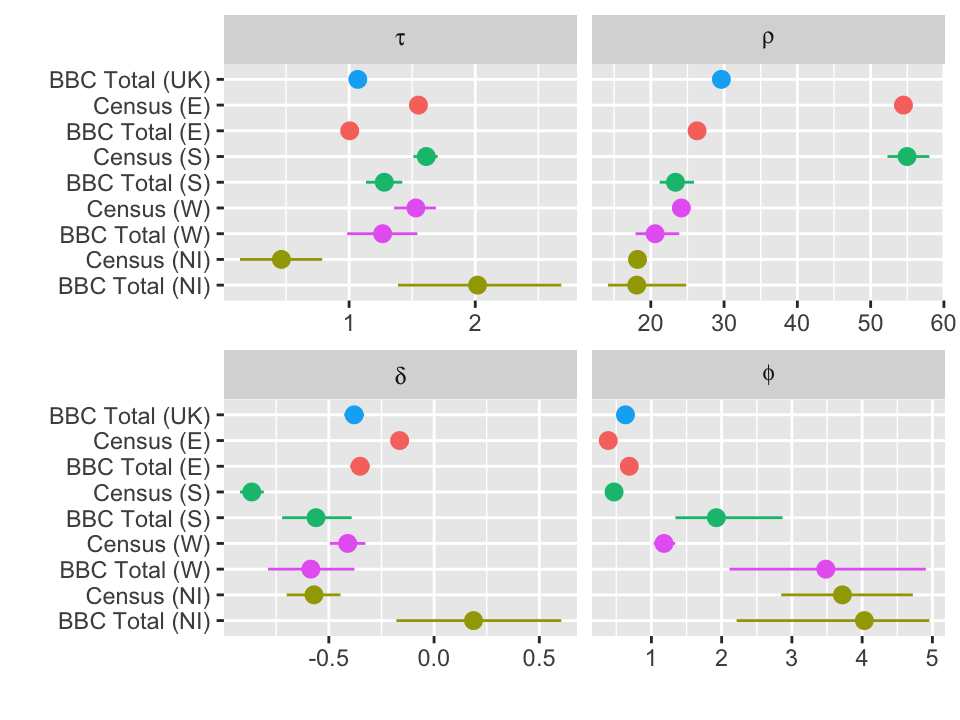 τ ρ
BBC Total (UK)
Census (E)
BBC Total (E)
Census (S)
BBC Total (S)
Census (W)
BBC Total (W)
Census (NI)
BBC Total (NI)
1 2 20 30 40 50 60
δ ϕ
BBC Total (UK)
Census (E)
BBC Total (E)
Census (S)
BBC Total (S)
Census (W)
BBC Total (W)
Census (NI)
BBC Total (NI)
-0.5 0.0 0.5 1 2 3 4 5